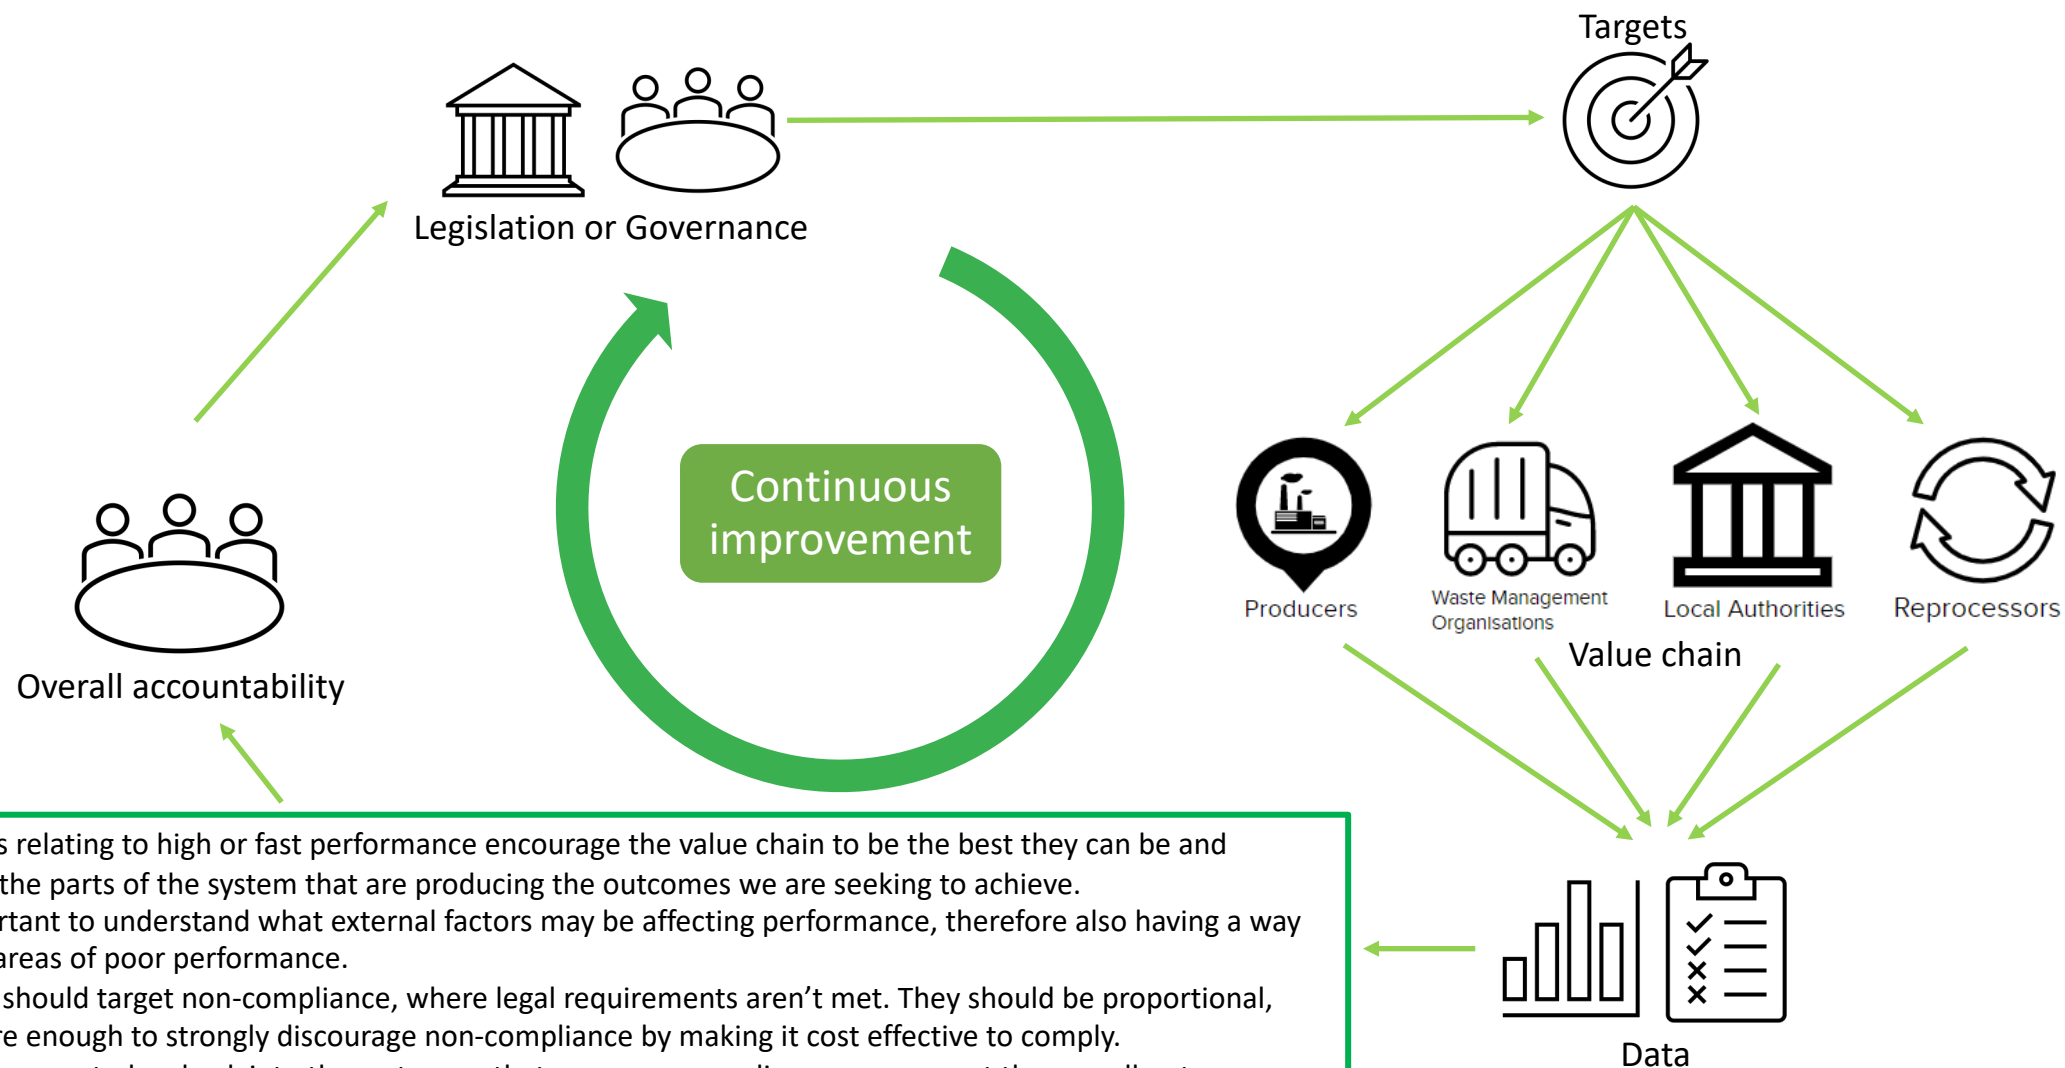 Targets
Legislation or Governance
Continuous
improvement
Producers
Waste Management
Organisations
Local Authorities
Reprocessors
Value chain
Overall accountability
s relating to high or fast performance encourage the value chain to be the best they can be and
the parts of the system that are producing the outcomes we are seeking to achieve.
rtant to understand what external factors may be affecting performance, therefore also having a way
areas of poor performance.
should target non-compliance, where legal requirements aren’t met. They should be proportional,
re enough to strongly discourage non-compliance by making it cost effective to comply.
Data